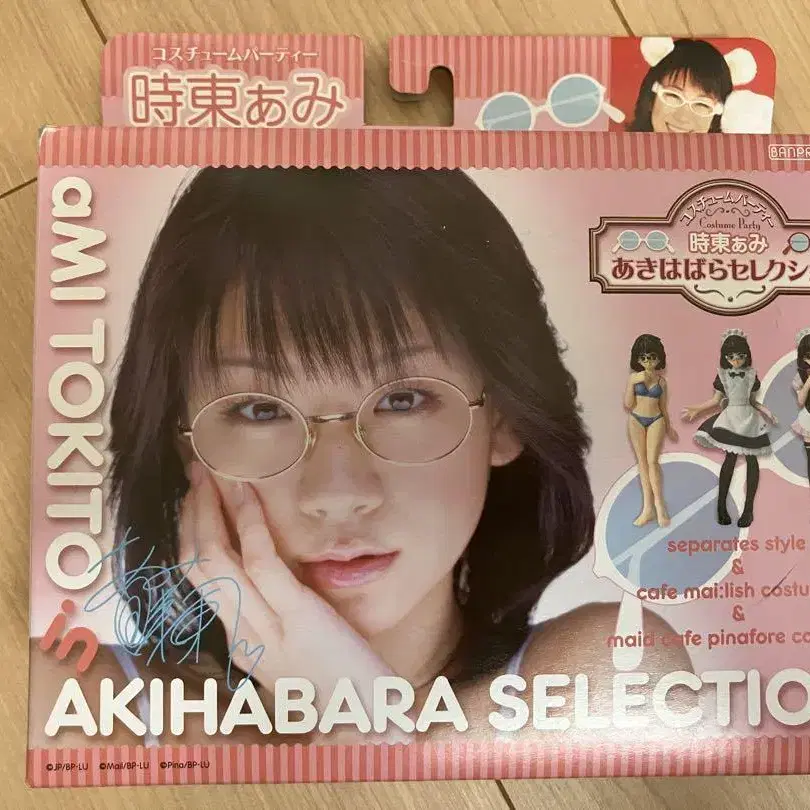 コスチュームパーティー
時東ぁみ
BANPR
コスチュームパーティー
Costume Party
時東ぁみ
あきはばらセレクシ
aMI TOKITO in
AKIHABARA SELECTIO
separates style
&
cafe mai:lish costu
&
maid cafe pinafore co
©JP/BP·LU ©Mail/BP·LU ©Pina/BP·LU